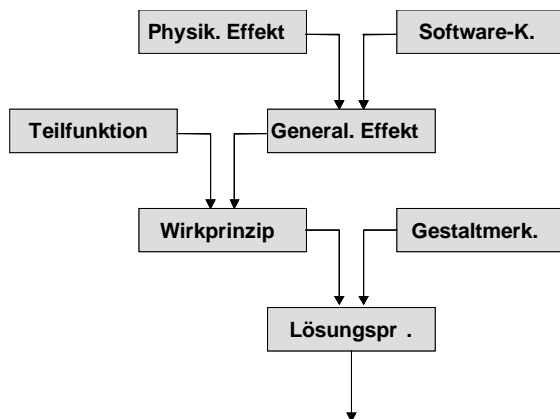 Physik. Effekt
Software-K.
Teilfunktion
General. Effekt
Wirkprinzip
Gestaltmerk.
Lösungspr .